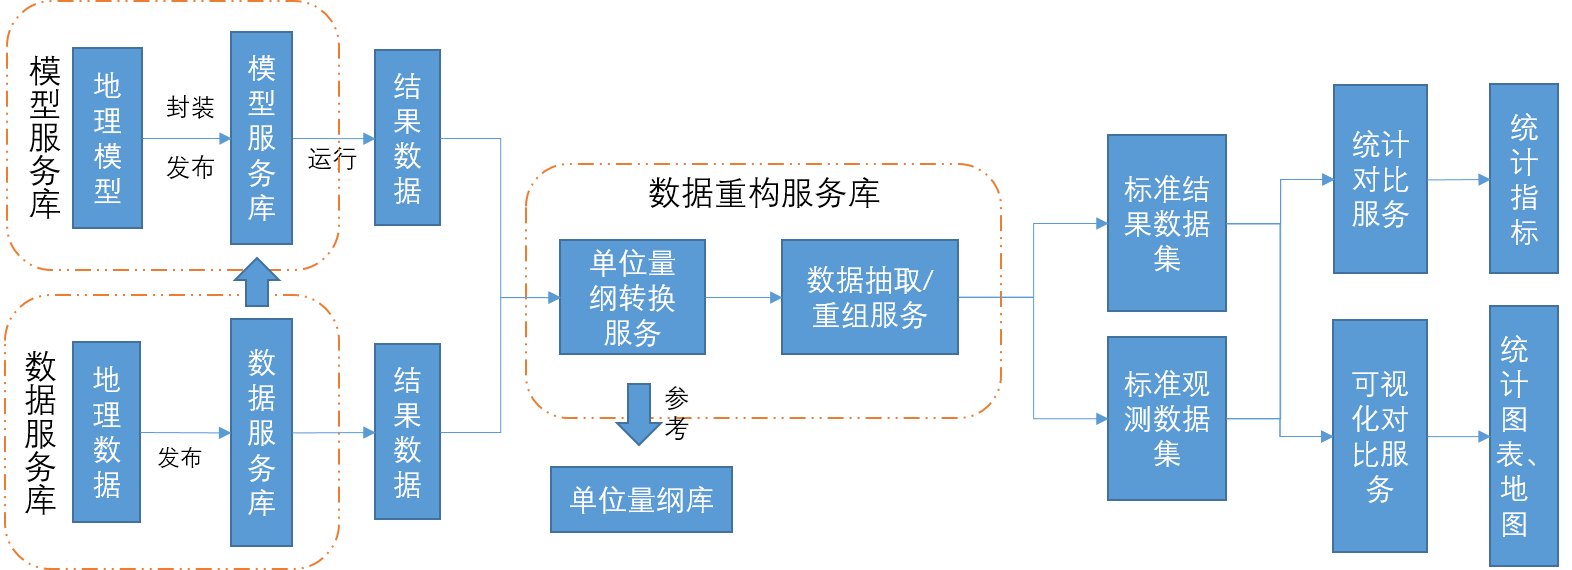 模型服务库
地理模型
封装
发布
模型服务库
运行
结果数据
数据服务库
地理数据
发布
数据服务库
结果数据
数据重构服务库
单位量
纲转换
服务
数据抽取/
重组服务
参
考
单位量纲库
标准结
果数据
集
标准观
测数据
集
统计
对比
服务
统计指标
可视
化对
比服
务
统计图表、地图